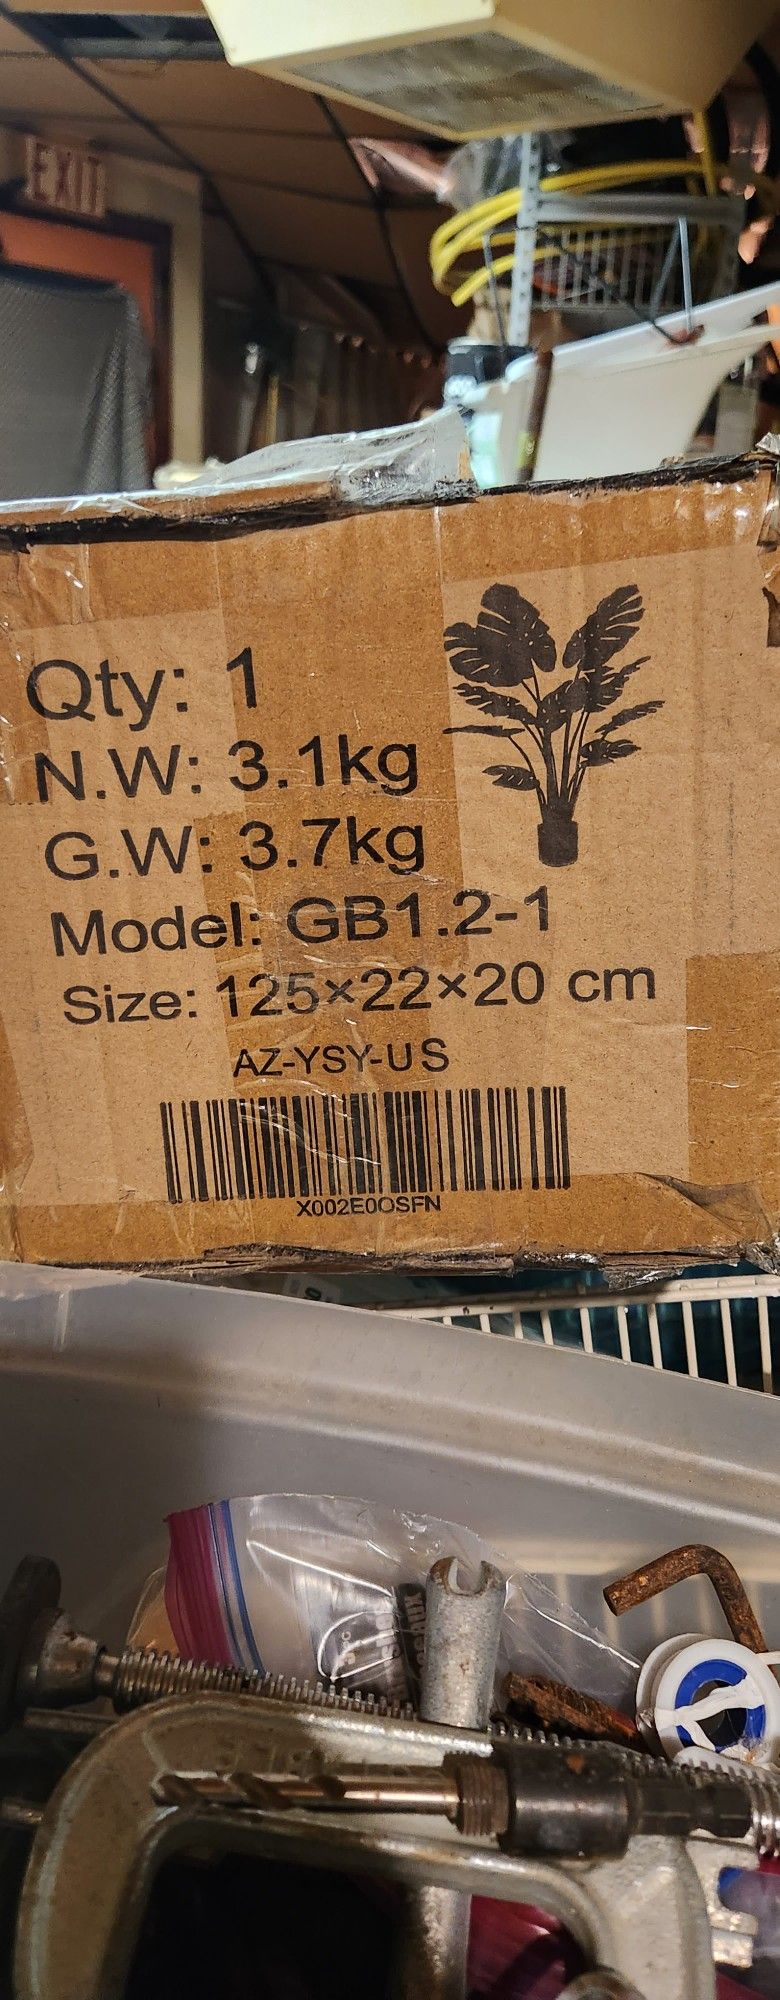 EXIT
Qty: 1
N.W: 3.1kg
G.W: 3.7kg
Model: GB1.2-1
Size: 125×22×20 cm
AZ-YSY-US
X002E0OSFN